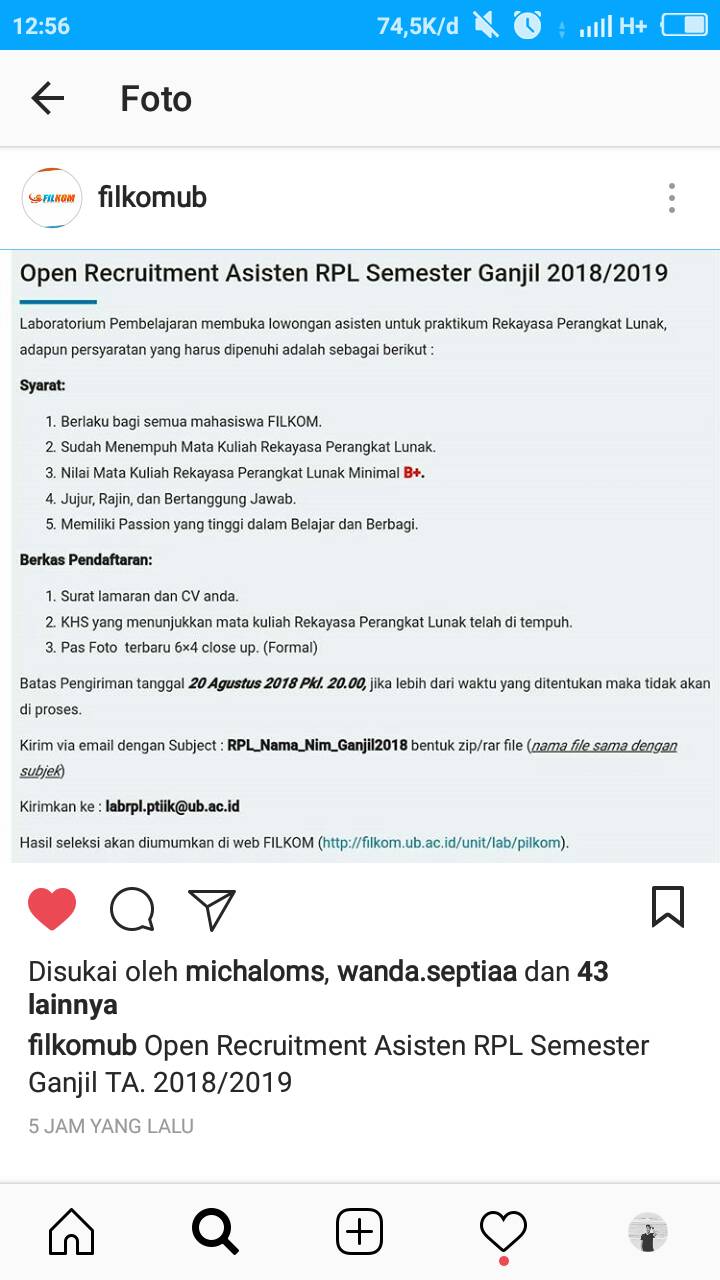 12:56
74,5K/d
H+
Foto
FILKOM
filkomub
Open Recruitment Asisten RPL Semester Ganjil 2018/2019
Laboratorium Pembelajaran membuka lowongan asisten untuk praktikum Rekayasa Perangkat Lunak,
adapun persyaratan yang harus dipenuhi adalah sebagai berikut :
Syarat:
1. Berlaku bagi semua mahasiswa FILKOM.
2. Sudah Menempuh Mata Kuliah Rekayasa Perangkat Lunak.
3. Nilai Mata Kuliah Rekayasa Perangkat Lunak Minimal B+.
4. Jujur, Rajin, dan Bertanggung Jawab.
5. Memiliki Passion yang tinggi dalam Belajar dan Berbagi.
Berkas Pendaftaran:
1. Surat lamaran dan CV anda.
2. KHS yang menunjukkan mata kuliah Rekayasa Perangkat Lunak telah di tempuh.
3. Pas Foto terbaru 6×4 close up. (Formal)
Batas Pengiriman tanggal 20 Agustus 2018 Pkl. 20.00, jika lebih dari waktu yang ditentukan maka tidak akan
di proses.
Kirim via email dengan Subject : RPL_Nama_Nim_Ganjil2018 bentuk zip/rar file (nama file sama dengan
subjek)
Kirimkan ke : labrpl.ptiik@ub.ac.id
Hasil seleksi akan diumumkan di web FILKOM (http://filkom.ub.ac.id/unit/lab/pilkom).
Disukai oleh michaloms, wanda.septiaa dan 43
lainnya
filkomub Open Recruitment Asisten RPL Semester
Ganjil TA. 2018/2019
5 JAM YANG LALU